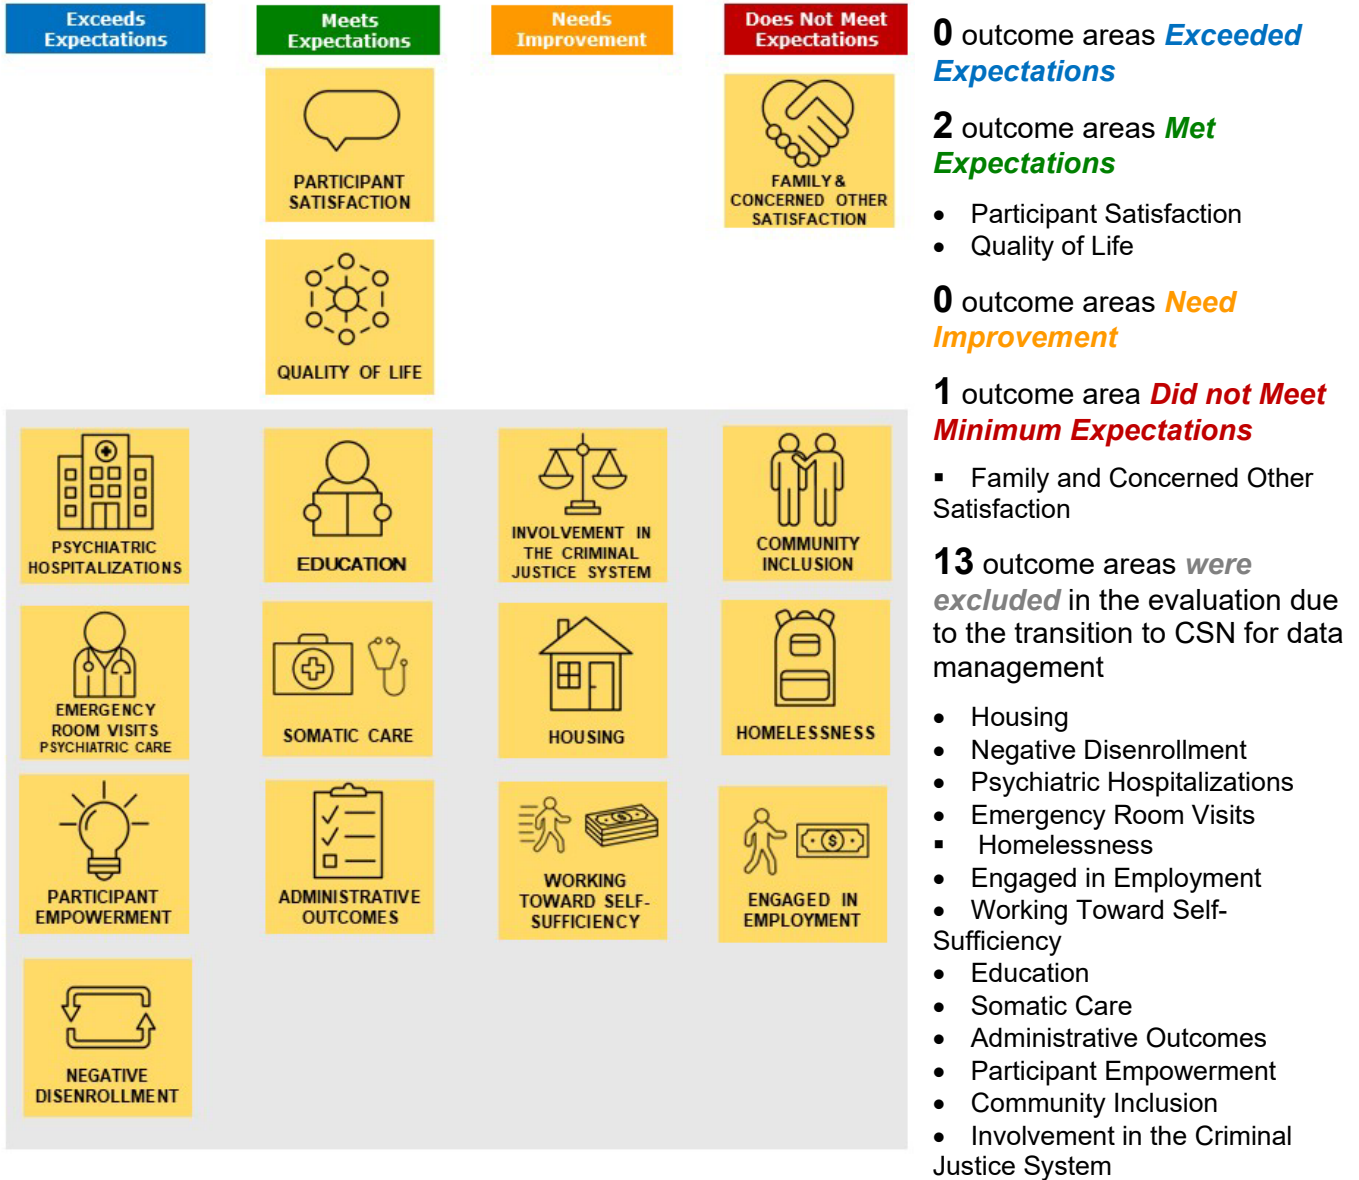 Exceeds
Expectations
Meets
Expectations
Needs
Improvement
Does Not Meet
Expectations
PARTICIPANT
SATISFACTION
FAMILY &
CONCERNED OTHER
SATISFACTION
QUALITY OF LIFE
PSYCHIATRIC
HOSPITALIZATIONS
EDUCATION
INVOLVEMENT IN
THE CRIMINAL
JUSTICE SYSTEM
COMMUNITY
INCLUSION
EMERGENCY
ROOM VISITS
PSYCHIATRIC CARE
SOMATIC CARE
HOUSING
HOMELESSNESS
PARTICIPANT
EMPOWERMENT
ADMINISTRATIVE
OUTCOMES
WORKING
TOWARD SELF-
SUFFICIENCY
ENGAGED IN
EMPLOYMENT
NEGATIVE
DISENROLLMENT
0 outcome areas Exceeded
Expectations
2 outcome areas Met
Expectations
• Participant Satisfaction
• Quality of Life
0 outcome areas Need
Improvement
1 outcome area Did not Meet
Minimum Expectations
▪ Family and Concerned Other
Satisfaction
13 outcome areas were
excluded in the evaluation due
to the transition to CSN for data
management
• Housing
• Negative Disenrollment
• Psychiatric Hospitalizations
• Emergency Room Visits
▪ Homelessness
• Engaged in Employment
• Working Toward Self-
Sufficiency
• Education
• Somatic Care
• Administrative Outcomes
• Participant Empowerment
• Community Inclusion
• Involvement in the Criminal
Justice System